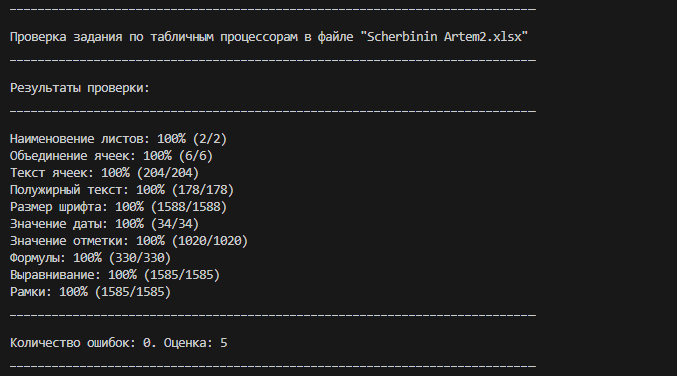 Проверка задания по табличным процессорам в файле "Scherbinin Artem2.xlsx"
Результаты проверки:
Наименовение листов: 100% (2/2)
Объединение ячеек: 100% (6/6)
Текст ячеек: 100% (204/204)
Полужирный текст: 100% (178/178)
Размер шрифта: 100% (1588/1588)
Значение даты: 100% (34/34)
Значение отметки: 100% (1020/1020)
Формулы: 100% (330/330)
Выравнивание: 100% (1585/1585)
Рамки: 100% (1585/1585)
Количество ошибок: 0. Оценка: 5